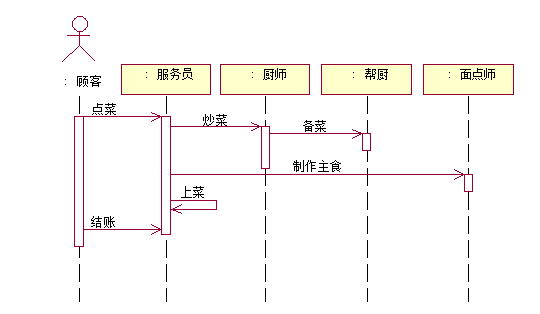 : 顾客
: 服务员
: 厨师
: 帮厨
: 面点师
点菜
炒菜
备菜
制作主食
上菜
结账